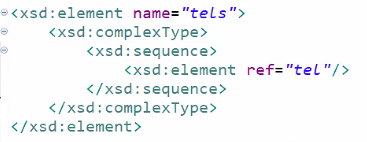 <xsd:element name="tels">
<xsd:complexType>
<xsd:sequence>
<xsd:element ref="tel"/>
</xsd:sequence>
</xsd:complexType>
</xsd:element>